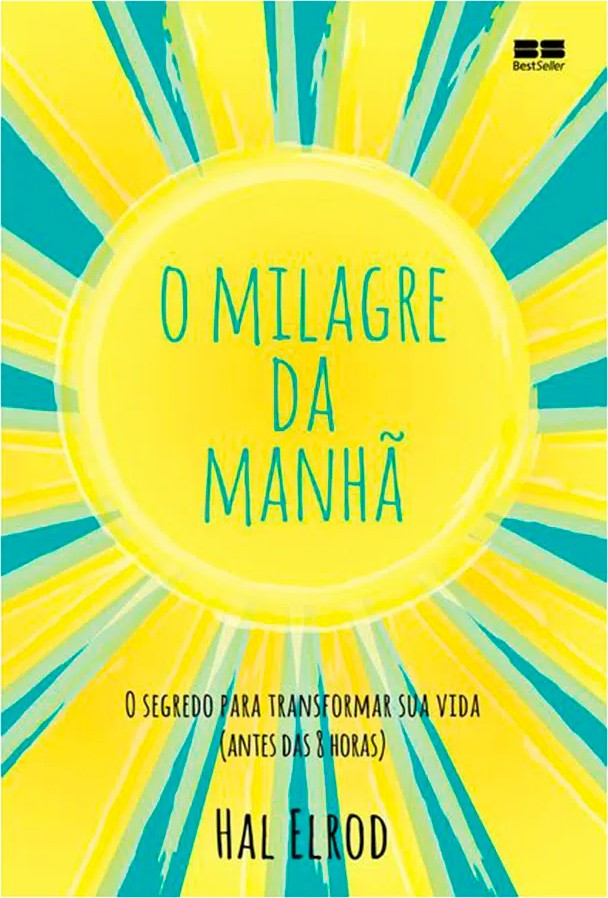 BestSeller
O MILAGRE
DA
MANHÃ
O SEGREDO PARA TRANSFORMAR SUA VIDA
(ANTES DAS 8 HORAS)
HAL ELROD